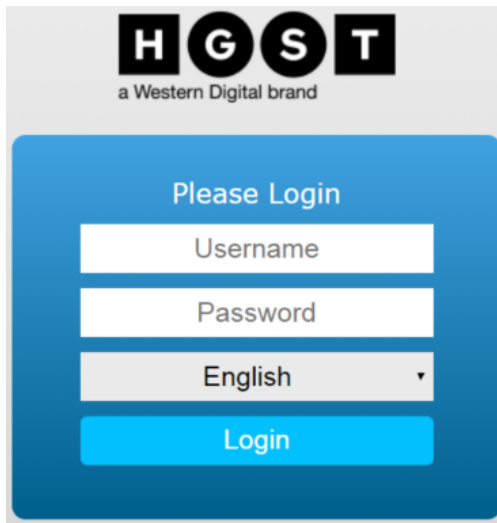 HGST
a Western Digital brand
Please Login
Username
Password
English
Login